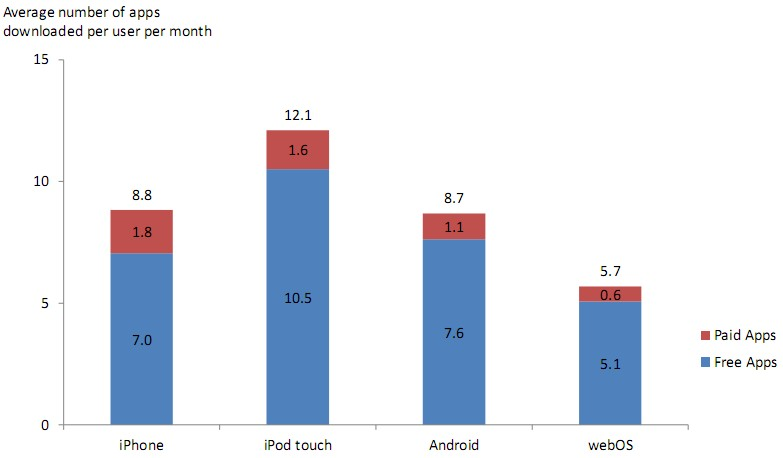 Average number of apps
downloaded per user per month
15
12.1
1.6
10
8.8
8.7
1.8
1.1
5.7
0.6
10.5
5
7.0
7.6
5.1
Paid Apps
Free Apps
0
iPhone
iPod touch
Android
webOS